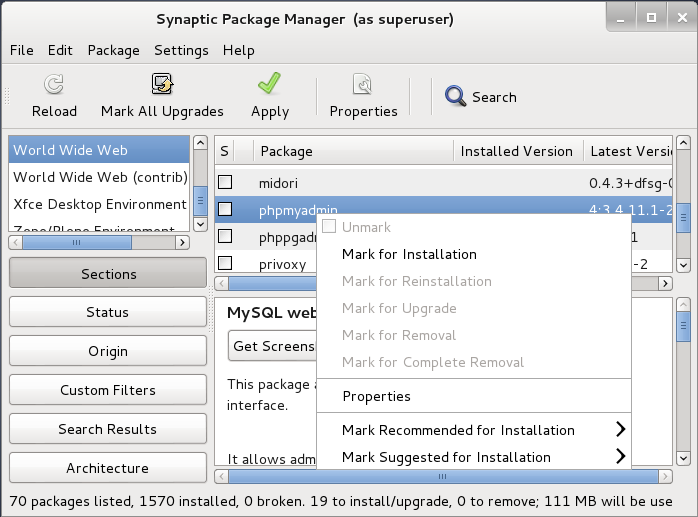 Synaptic Package Manager (as superuser)
File Edit Package Settings Help
Reload Mark All Upgrades Apply Properties Search
World Wide Web
World Wide Web (contrib)
Xfce Desktop Environment
Zope/Plone Environment
Sections
Status
Origin
Custom Filters
Search Results
Architecture
S Package Installed Version Latest Versi
midori 0.4.3+dfsg-0
phpmyadmin 4:3.4.11.1-2
phppgad 1
privoxy -2
Unmark
Mark for Installation
Mark for Reinstallation
Mark for Upgrade
Mark for Removal
Mark for Complete Removal
Properties
Mark Recommended for Installation
Mark Suggested for Installation
MySQL web
Get Screensh
This package a
interface.
It allows adm
70 packages listed, 1570 installed, 0 broken. 19 to install/upgrade, 0 to remove; 111 MB will be use